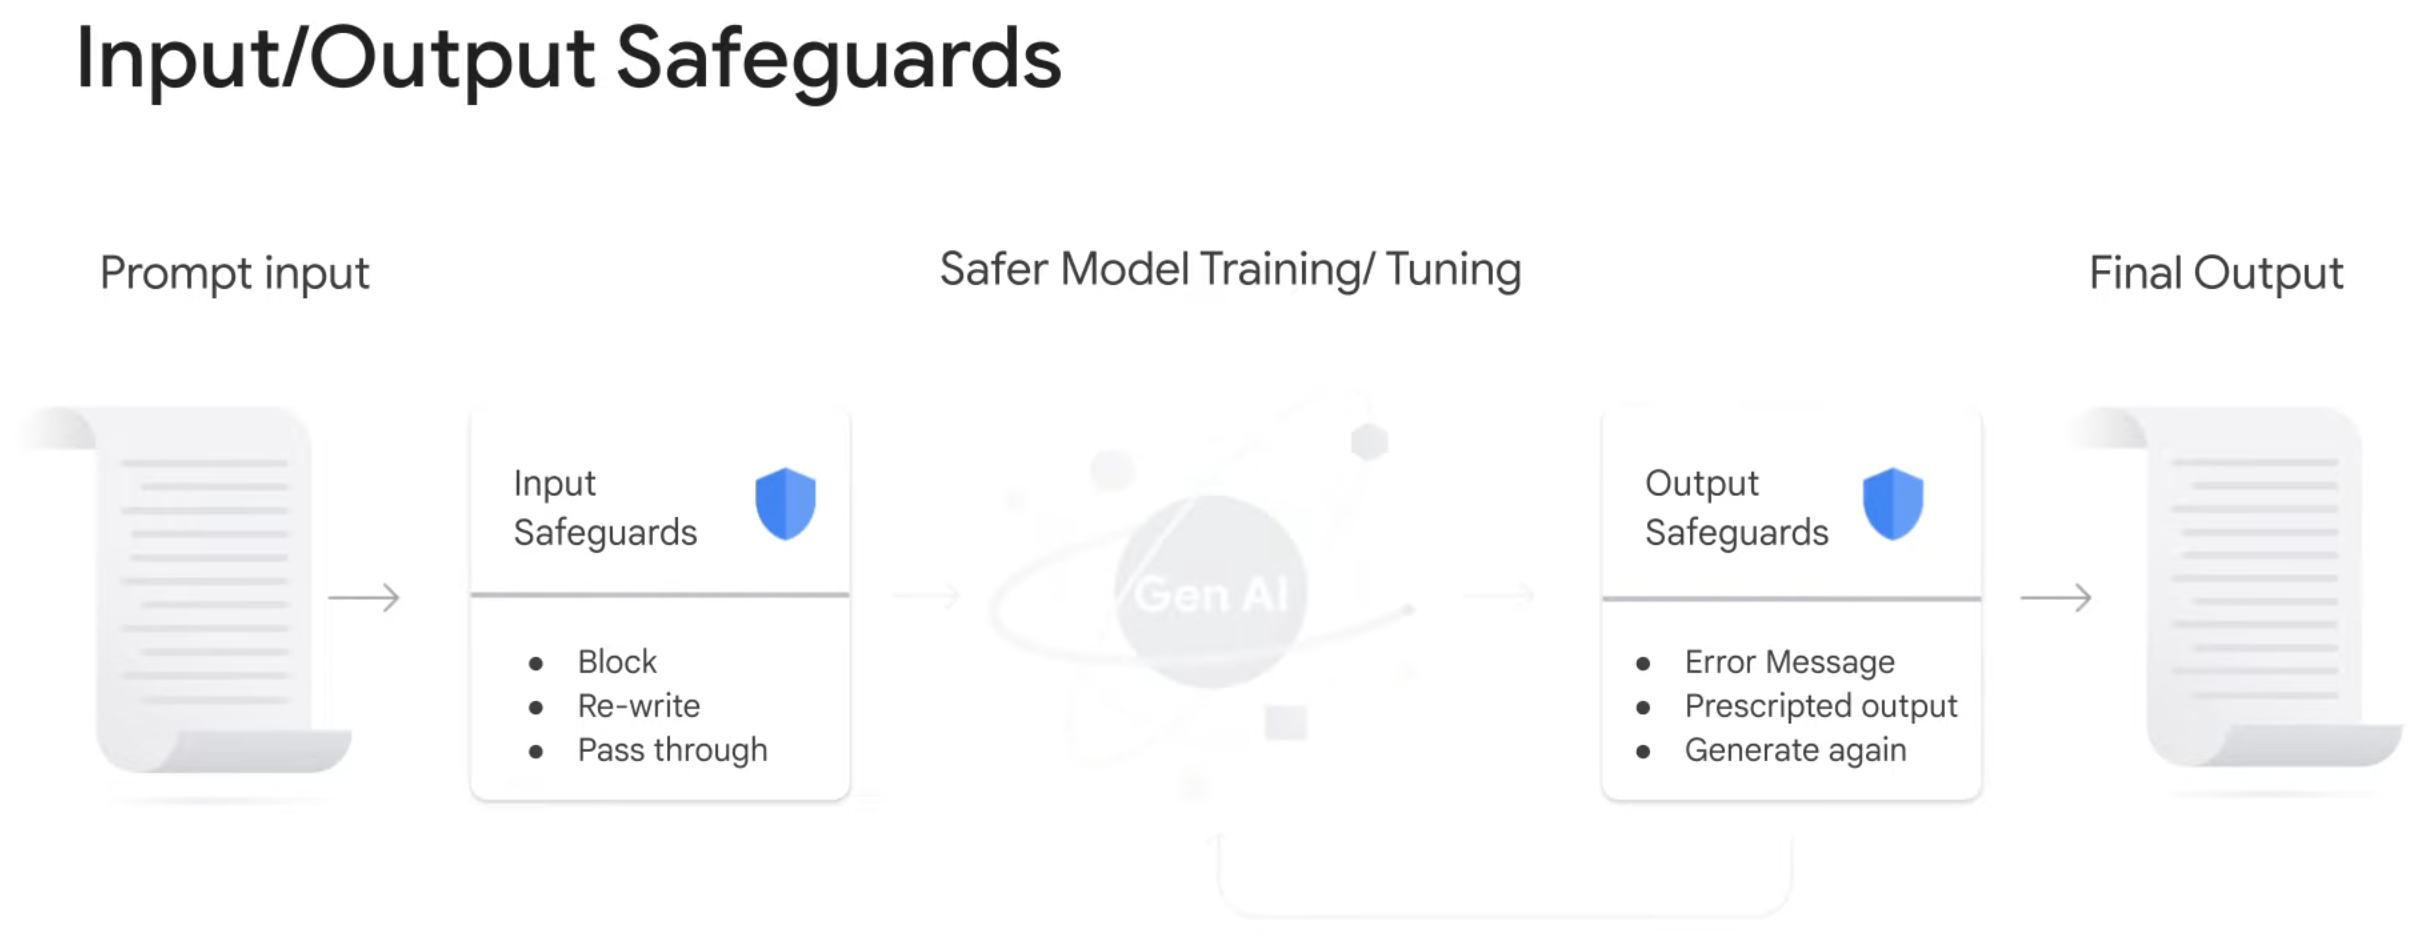 Input/Output Safeguards
Prompt input
Safer Model Training/ Tuning
Final Output
Input
Safeguards
• Block
• Re-write
• Pass through
Gen AI
Output
Safeguards
• Error Message
• Prescripted output
• Generate again